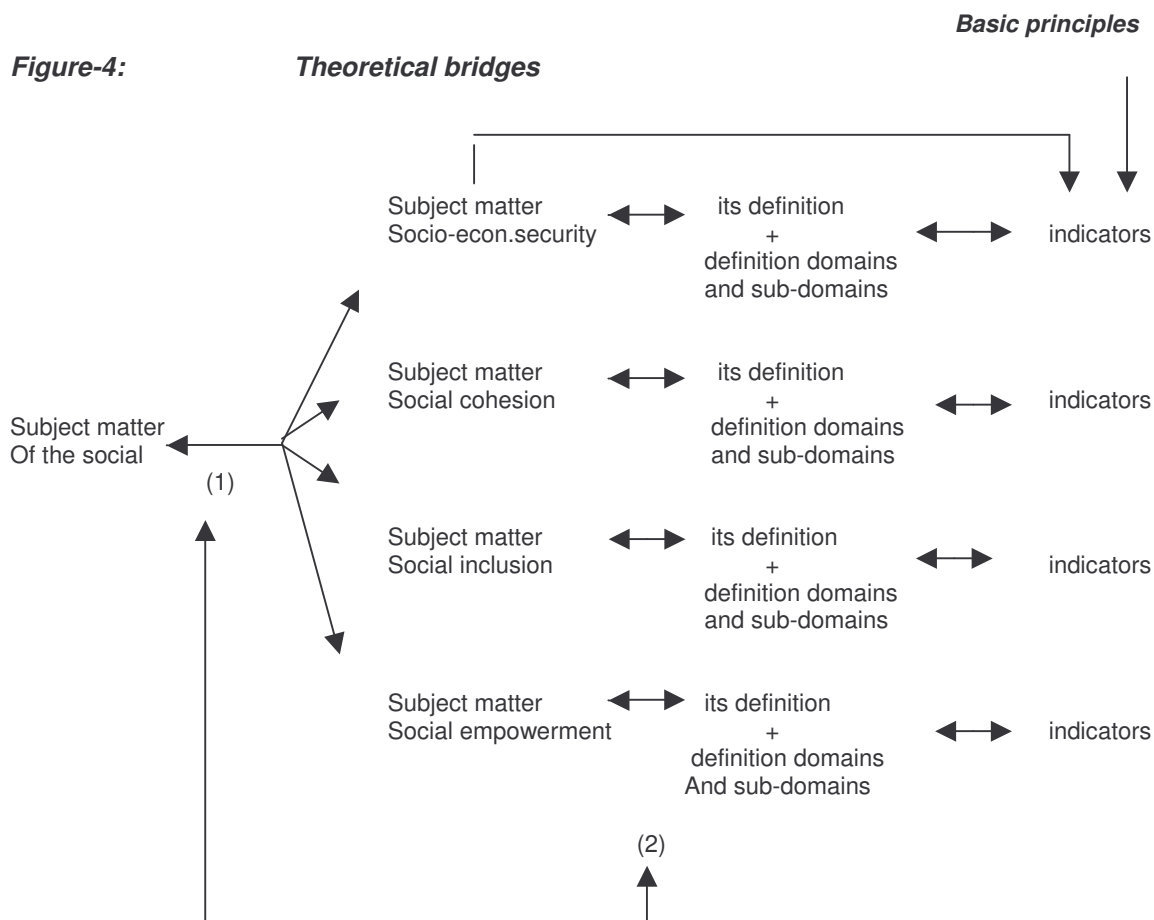 Basic principles
Figure-4: Theoretical bridges
Subject matter its definition
Socio-econ.security + indicators
definition domains
and sub-domains
Subject matter its definition
Social cohesion + indicators
definition domains
and sub-domains
Subject matter
Of the social
(1)
Subject matter its definition
Social inclusion + indicators
definition domains
and sub-domains
Subject matter its definition
Social empowerment + indicators
definition domains
And sub-domains
(2)